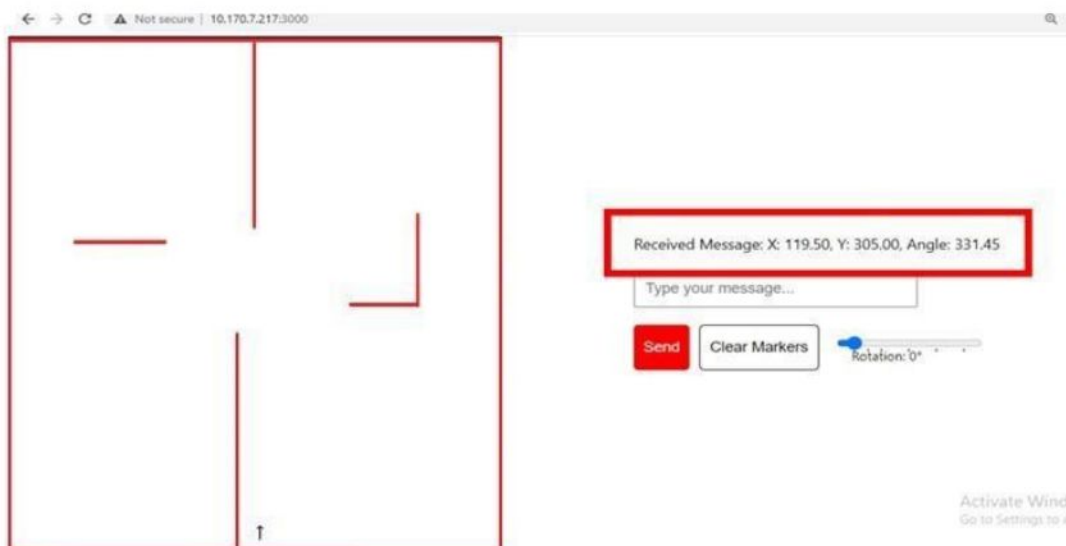 Not secure | 10.170.7.217:3000
Received Message: X: 119.50, Y: 305.00, Angle: 331.45
Type your message...
Send
Clear Markers
Rotation: 0°
Activate Wind
Go to Settings to